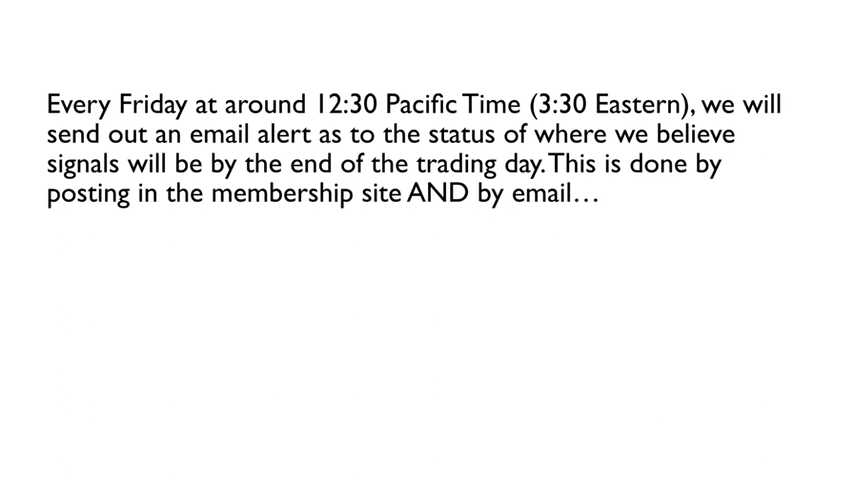 Every Friday at around 12:30 Pacific Time (3:30 Eastern), we will
send out an email alert as to the status of where we believe
signals will be by the end of the trading day. This is done by
posting in the membership site AND by email…